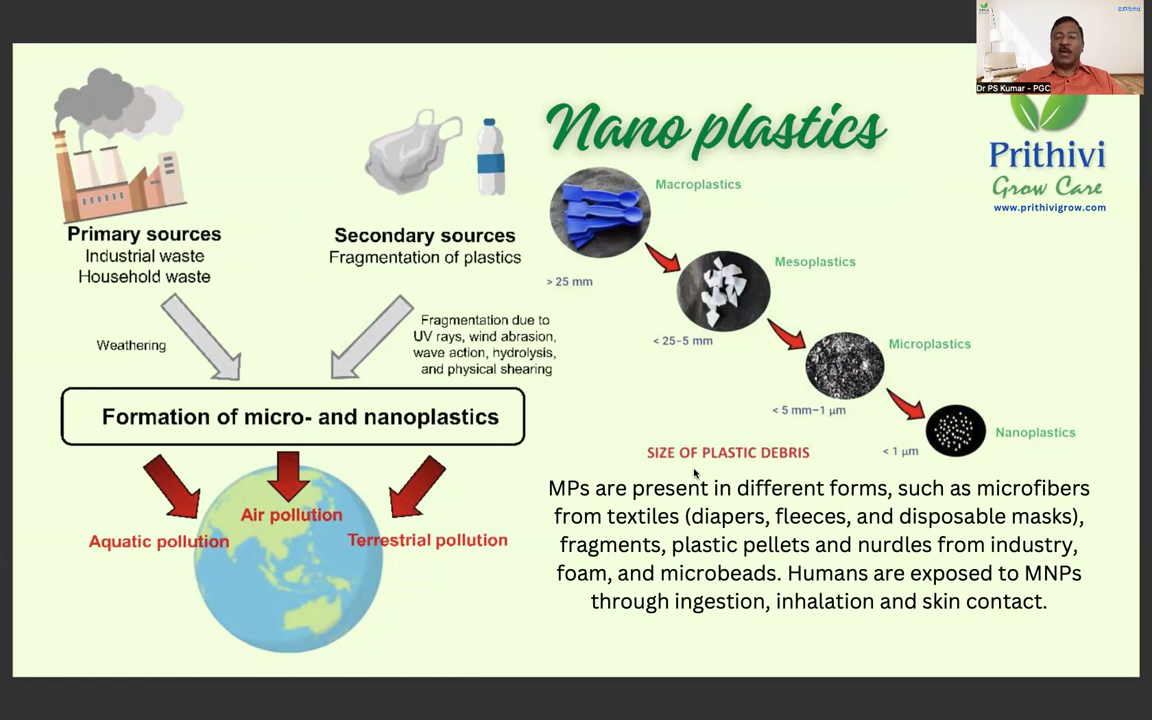 Dr PS Kumar - PGC
Nano plastics
Prithivi
Grow Care
www.prithivigrow.com
Primary sources
Industrial waste
Household waste
Secondary sources
Fragmentation of plastics
Weathering
Fragmentation due to
UV rays, wind abrasion,
wave action, hydrolysis,
and physical shearing
Formation of micro- and nanoplastics
Air pollution
Aquatic pollution
Terrestrial pollution
Macroplastics
> 25 mm
Mesoplastics
< 25–5 mm
Microplastics
< 5 mm–1 μm
Nanoplastics
< 1 μm
SIZE OF PLASTIC DEBRIS
MPs are present in different forms, such as microfibers
from textiles (diapers, fleeces, and disposable masks),
fragments, plastic pellets and nurdles from industry,
foam, and microbeads. Humans are exposed to MNPs
through ingestion, inhalation and skin contact.